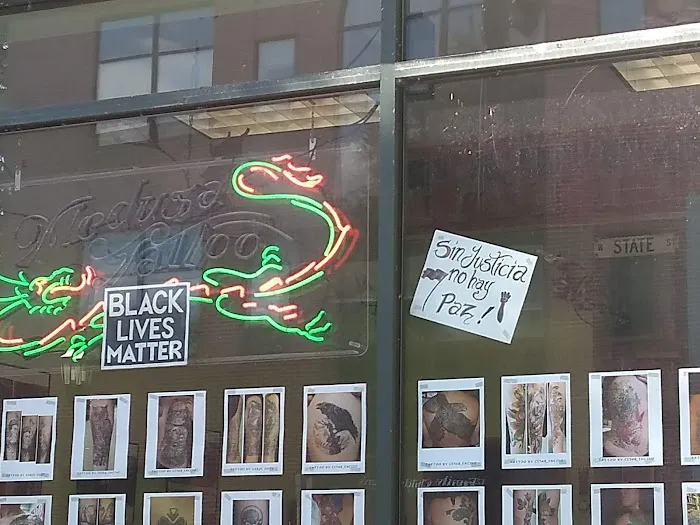 Medusa
Tattoo
BLACK
LIVES
MATTER
Sin Justicia
no hay
Paz!
STATE